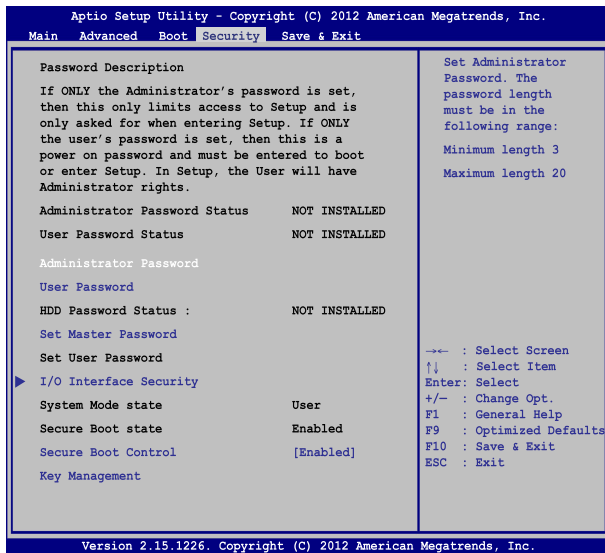 Aptio Setup Utility - Copyright (C) 2012 American Megatrends, Inc.
Main Advanced Boot Security Save & Exit
Password Description
If ONLY the Administrator's password is set,
then this only limits access to Setup and is
only asked for when entering Setup. If ONLY
the user's password is set, then this is a
power on password and must be entered to boot
or enter Setup. In Setup, the User will have
Administrator rights.
Administrator Password Status NOT INSTALLED
User Password Status NOT INSTALLED
Administrator Password
User Password
HDD Password Status : NOT INSTALLED
Set Master Password
Set User Password
I/O Interface Security
System Mode state User
Secure Boot state Enabled
Secure Boot Control [Enabled]
Key Management
Set Administrator
Password. The
password length
must be in the
following range:
Minimum length 3
Maximum length 20
→← : Select Screen
↑↓ : Select Item
Enter: Select
+/— : Change Opt.
F1 : General Help
F9 : Optimized Defaults
F10 : Save & Exit
ESC : Exit
Version 2.15.1226. Copyright (C) 2012 American Megatrends, Inc.